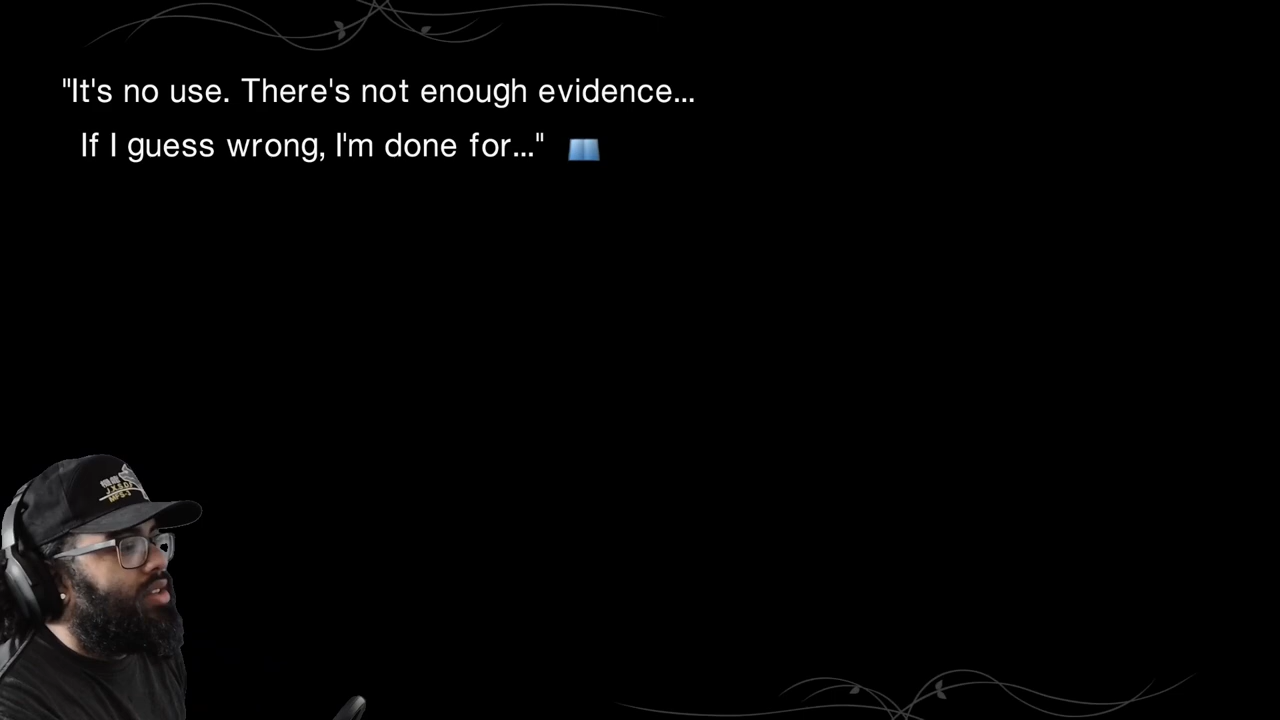 "It's no use. There's not enough evidence...
If I guess wrong, I'm done for..."